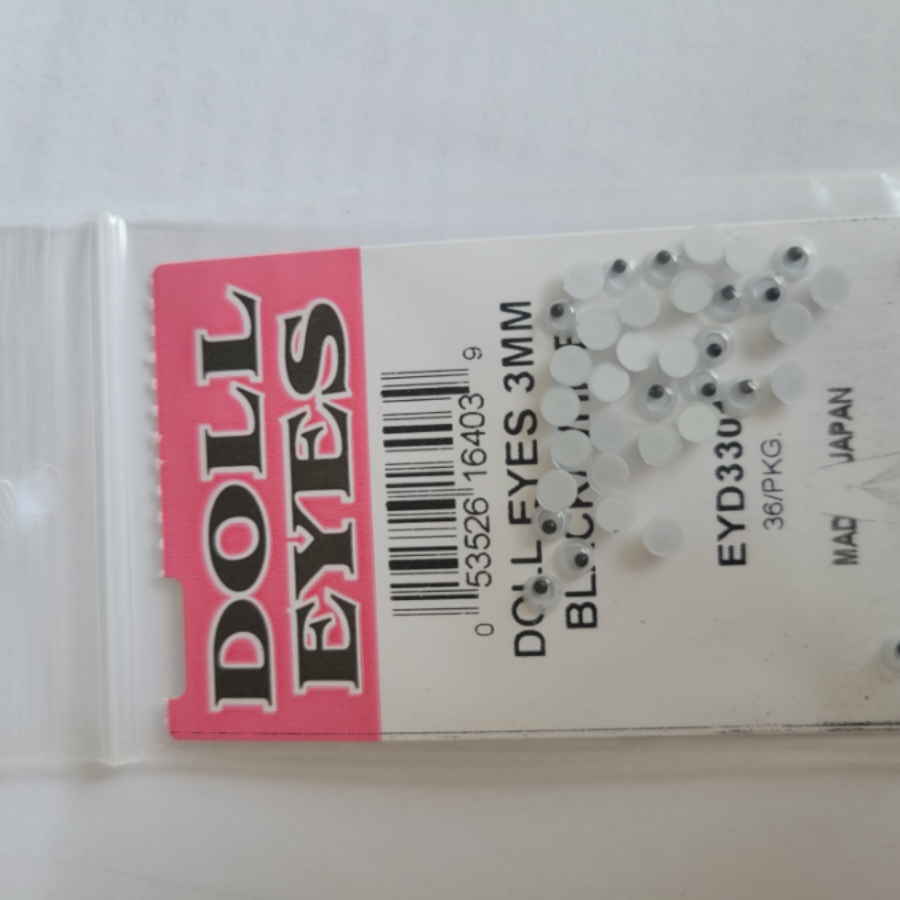 DOLL
EYES
0 53526 16403 9
DOLL EYES 3MM
36/PKG.
JAPAN